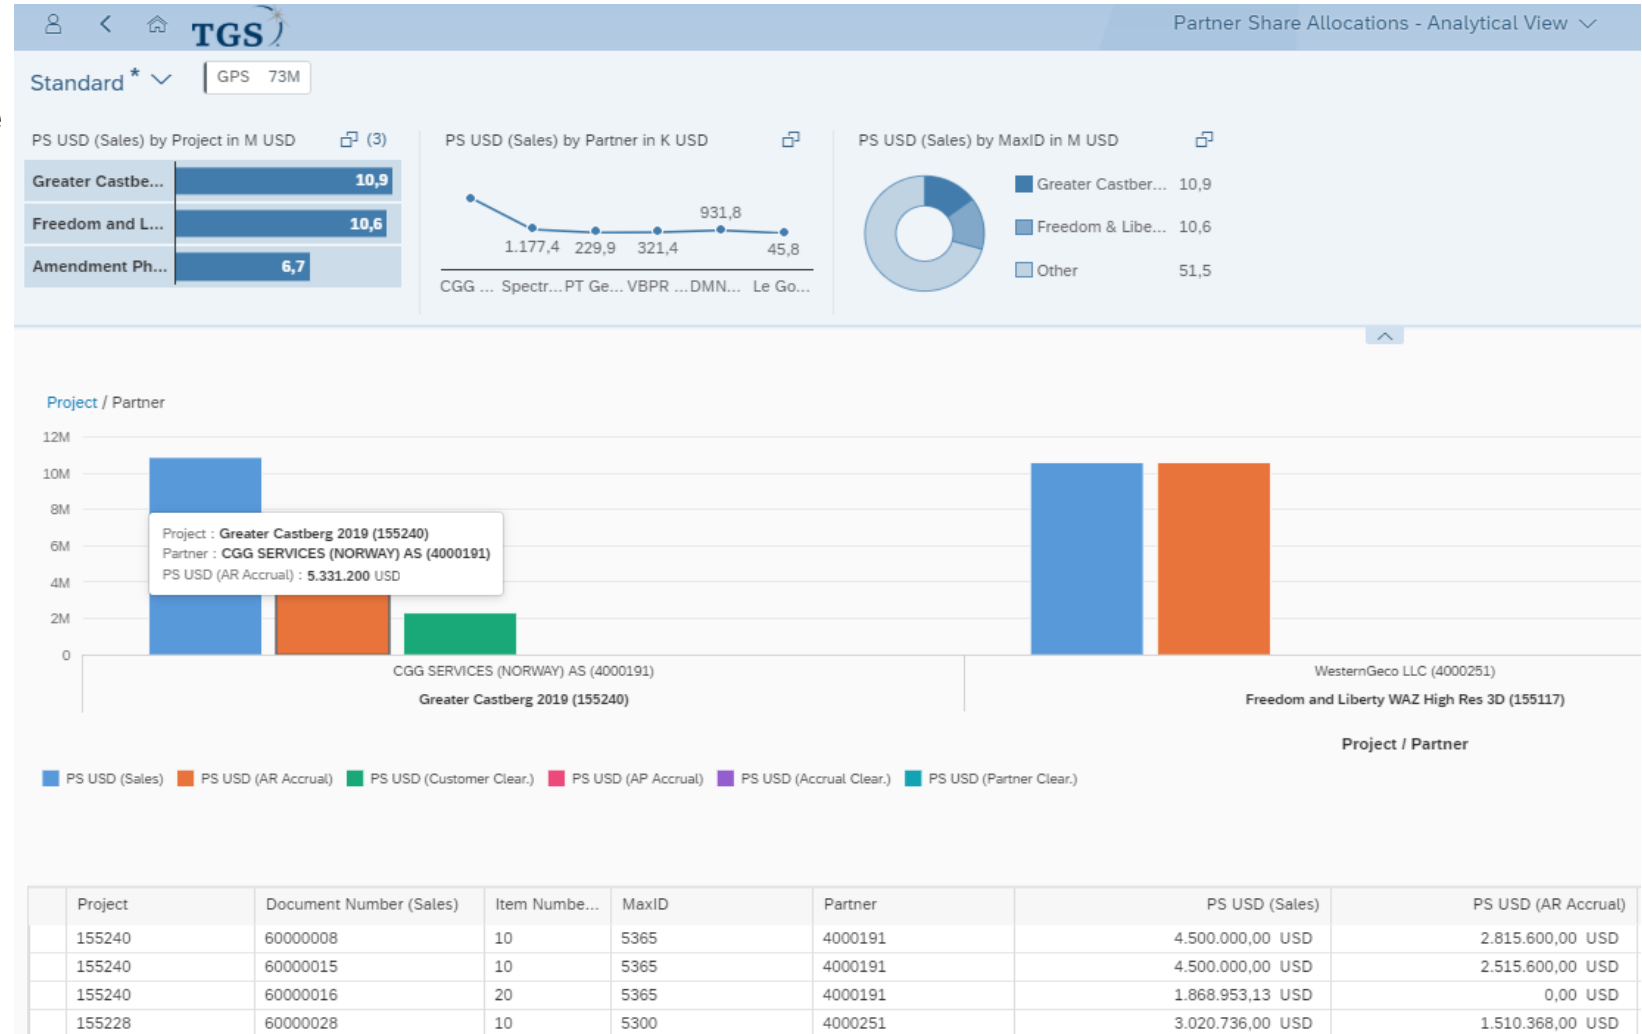 TGS
Partner Share Allocations - Analytical View
Standard *
GPS 73M
PS USD (Sales) by Project in M USD (3)
Greater Castbe... 10,9
Freedom and L... 10,6
Amendment Ph... 6,7
PS USD (Sales) by Partner in K USD
931,8
1.177,4 229,9 321,4 45,8
CGG ... Spectr... PT Ge... VBPR ... DMN... Le Go...
PS USD (Sales) by MaxID in M USD
Greater Castber... 10,9
Freedom & Libe... 10,6
Other 51,5
Project / Partner
12M
10M
8M
6M
4M
2M
0
Project : Greater Castberg 2019 (155240)
Partner : CGG SERVICES (NORWAY) AS (4000191)
PS USD (AR Accrual) : 5.331.200 USD
CGG SERVICES (NORWAY) AS (4000191) WesternGeco LLC (4000251)
Greater Castberg 2019 (155240) Freedom and Liberty WAZ High Res 3D (155117)
Project / Partner
PS USD (Sales) PS USD (AR Accrual) PS USD (Customer Clear.) PS USD (AP Accrual) PS USD (Accrual Clear.) PS USD (Partner Clear.)
Project Document Number (Sales) Item Numbe... MaxID Partner PS USD (Sales) PS USD (AR Accrual)
155240 60000008 10 5365 4000191 4.500.000,00 USD 2.815.600,00 USD
155240 60000015 10 5365 4000191 4.500.000,00 USD 2.515.600,00 USD
155240 60000016 20 5365 4000191 1.868.953,13 USD 0,00 USD
155228 60000028 10 5300 4000251 3.020.736,00 USD 1.510.368,00 USD